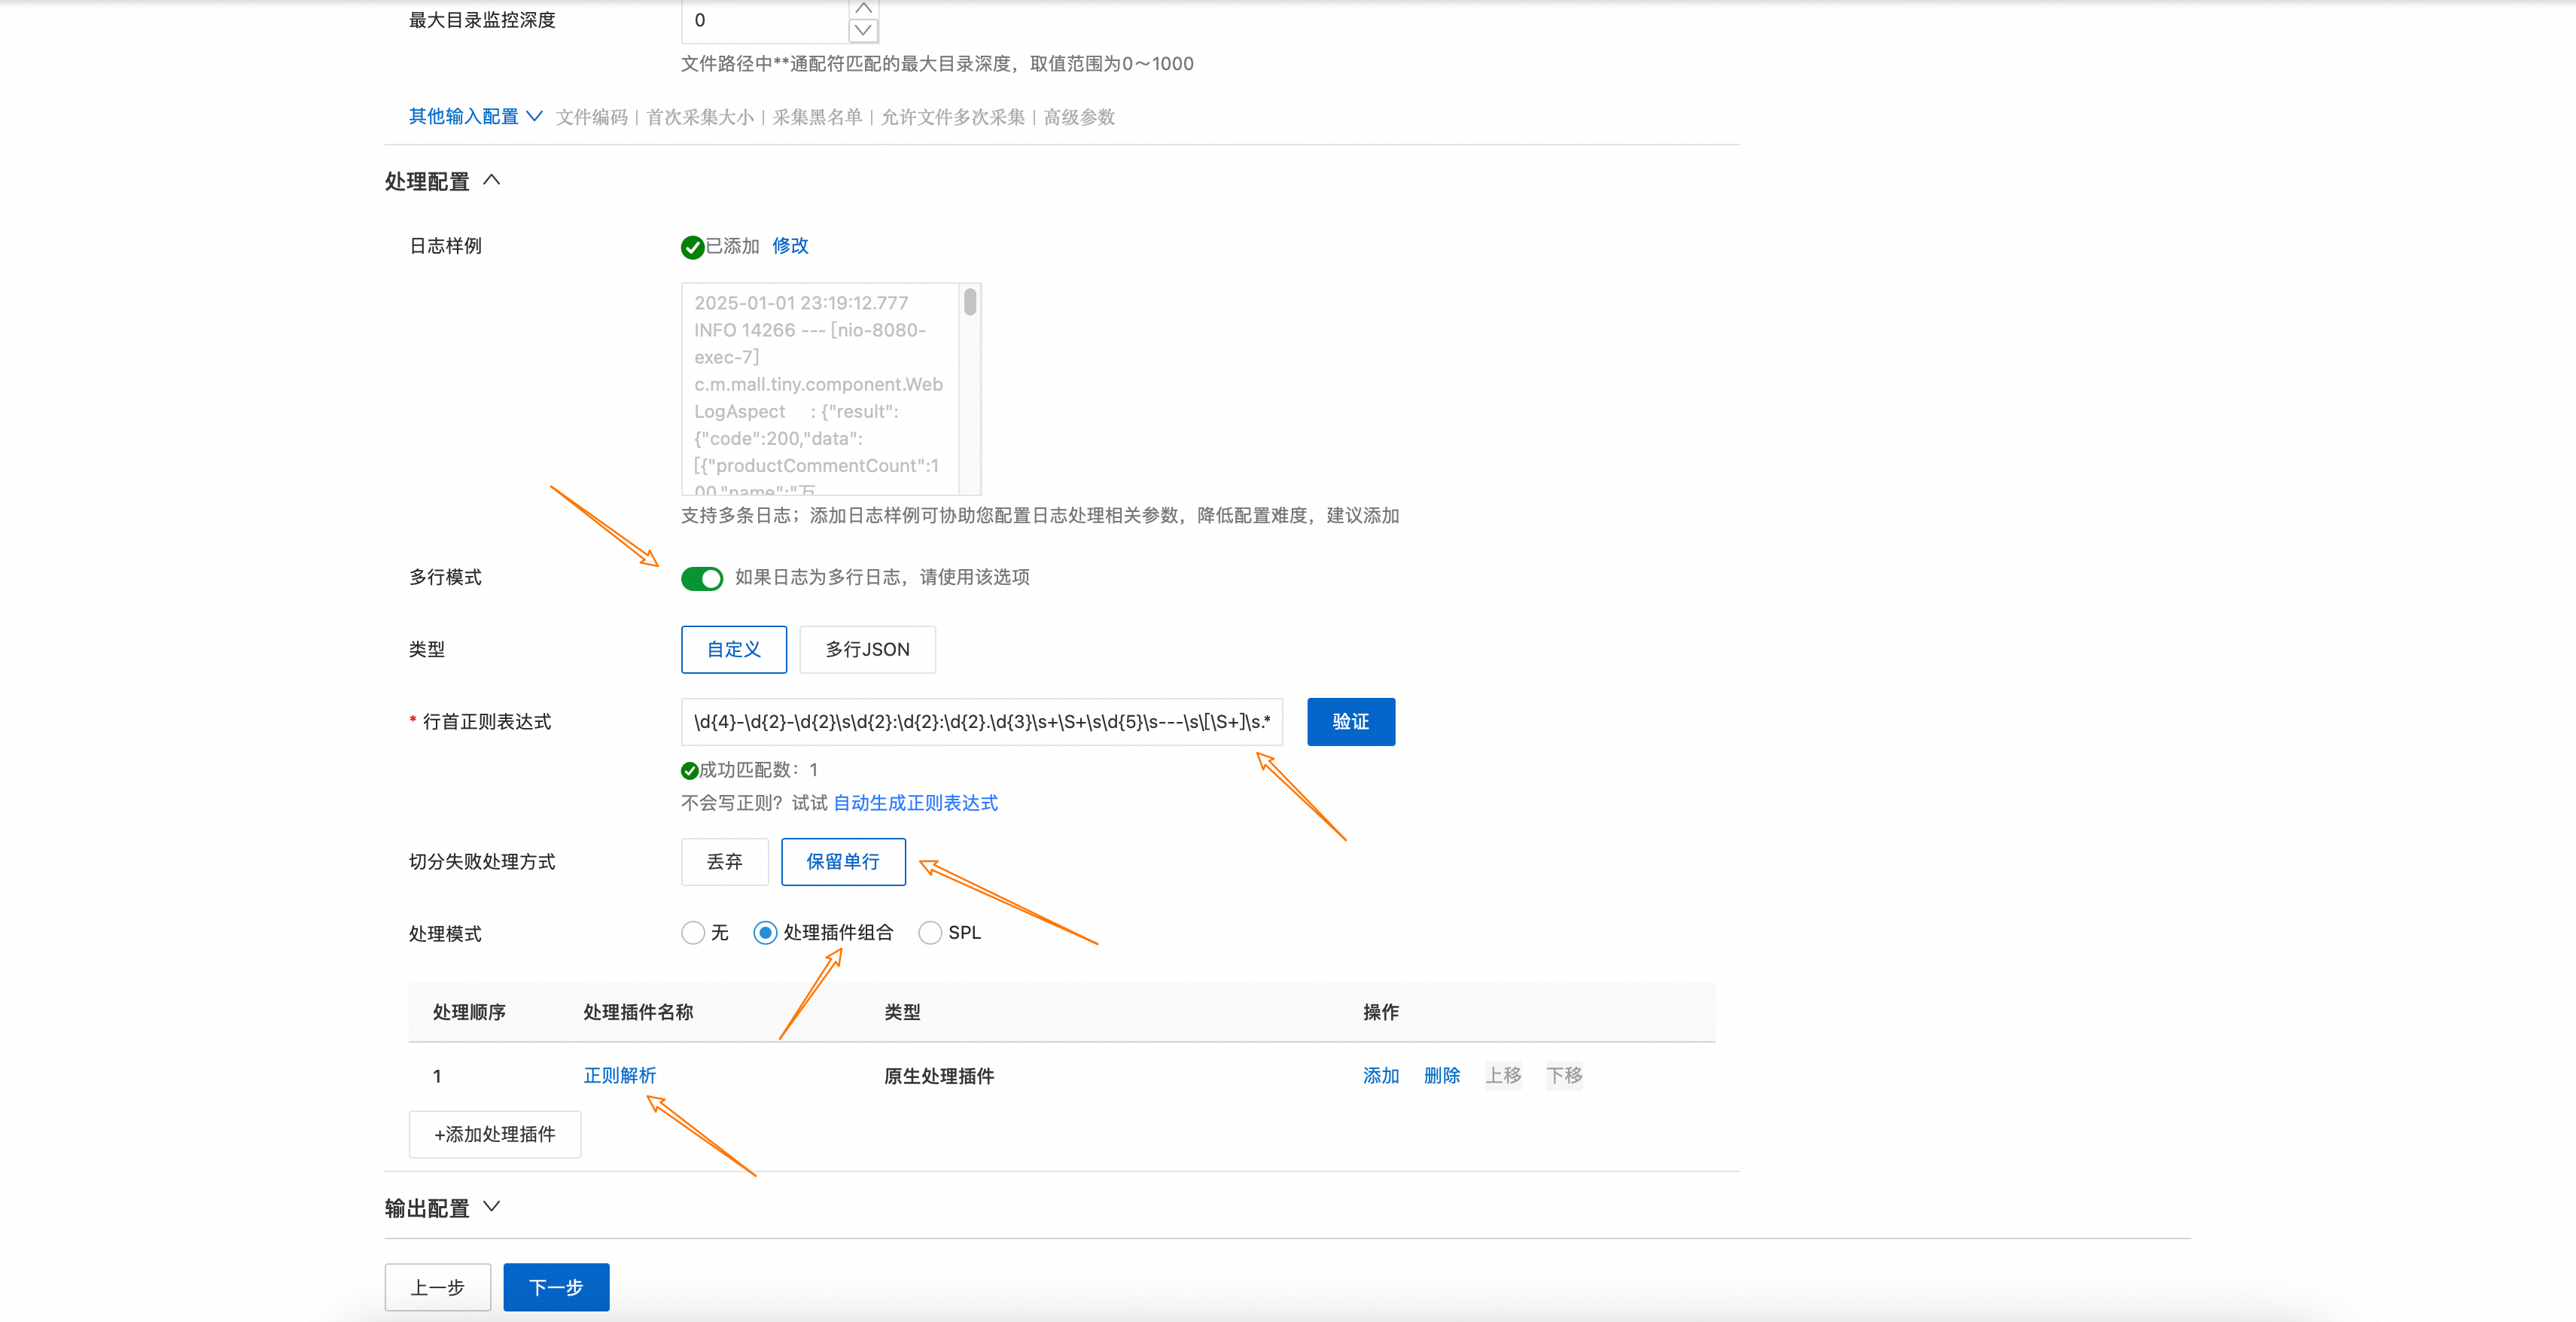 最大目录监控深度
0
文件路径中**通配符匹配的最大目录深度，取值范围为0～1000
其他输入配置 文件编码 | 首次采集大小 | 采集黑名单 | 允许文件多次采集 | 高级参数
处理配置
日志样例
已添加 修改
2025-01-01 23:19:12.777
INFO 14266 --- [nio-8080-
exec-7]
c.m.mall.tiny.component.Web
LogAspect : {"result":
{"code":200,"data":
[{"productCommentCount":1
00,"name":"万
支持多条日志；添加日志样例可协助您配置日志处理相关参数，降低配置难度，建议添加
多行模式
如果日志为多行日志，请使用该选项
类型
自定义 多行JSON
* 行首正则表达式
\d{4}-\d{2}-\d{2}\s\d{2}:\d{2}:\d{2}.\d{3}\s+\S+\s\d{5}\s---\s\[\S+]\s.*
验证
成功匹配数：1
不会写正则？试试 自动生成正则表达式
切分失败处理方式
丢弃 保留单行
处理模式
无 处理插件组合 SPL
处理顺序 处理插件名称 类型 操作
1 正则解析 原生处理插件 添加 删除 上移 下移
+添加处理插件
输出配置
上一步 下一步